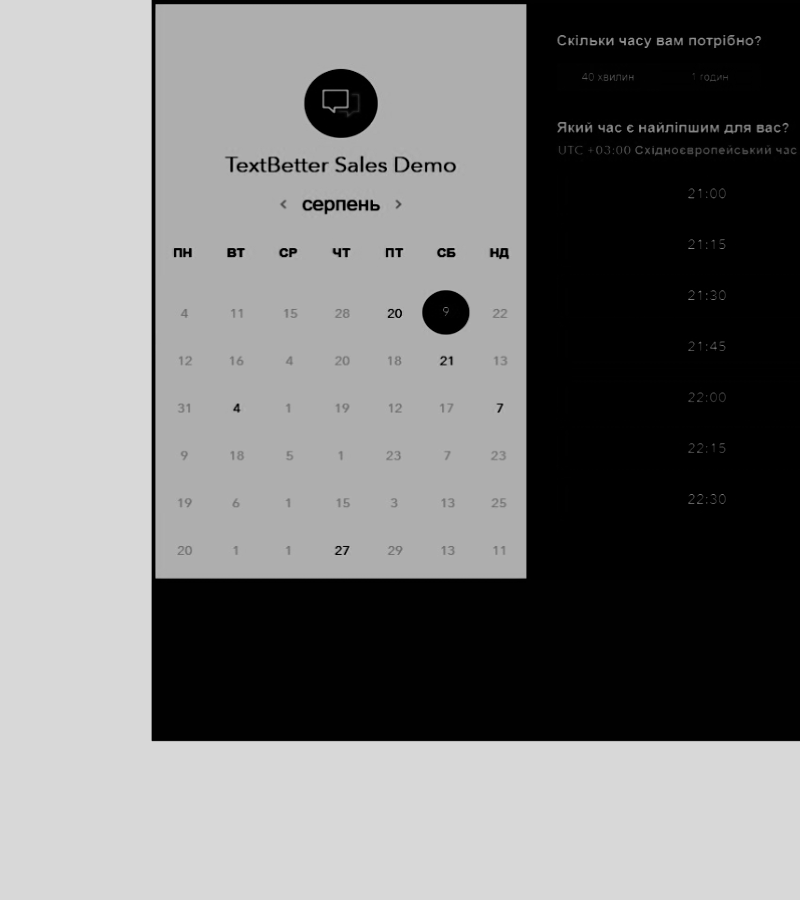 TextBetter Sales Demo
< серпень >
ПН ВТ СР ЧТ ПТ СБ НД
4 11 15 28 20 9 22
12 16 4 20 18 21 13
31 4 1 19 12 17 7
9 18 5 1 23 7 23
19 6 1 15 3 13 25
20 1 1 27 29 13 11
Скільки часу вам потрібно?
40 хвилин 1 годин
Який час є найліпшим для вас?
UTC +03:00 Східноєвропейський час
21:00
21:15
21:30
21:45
22:00
22:15
22:30